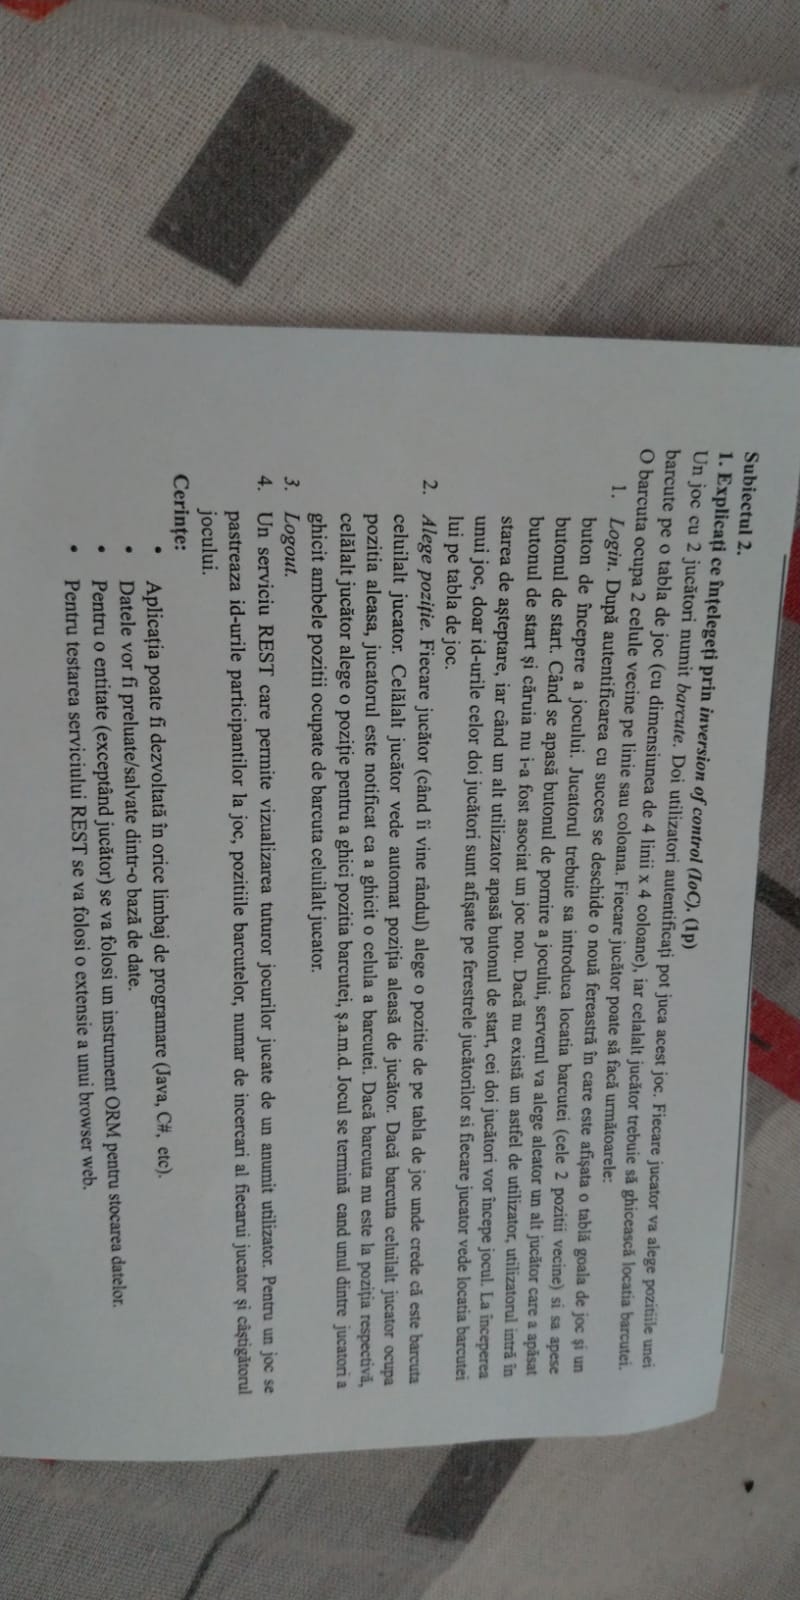 Subiectul 2.
1. Explicați ce înțelegeți prin inversion of control (IoC). (1p)
Un joc cu 2 jucători numit barcute. Doi utilizatori autentificați pot juca acest joc. Fiecare jucator va alege pozitiile unei
barcute pe o tabla de joc (cu dimensiunea de 4 linii x 4 coloane), iar celalalt jucător trebuie să ghicească locatia barcutei.
O barcuta ocupa 2 celule vecine pe linie sau coloana. Fiecare jucător poate să facă următoarele:
1. Login. După autentificarea cu succes se deschide o nouă fereastră în care este afișata o tablă goala de joc și un
buton de începere a jocului. Jucatorul trebuie sa introduca locatia barcutei (cele 2 pozitii vecine) si sa apese
butonul de start. Când se apasă butonul de pornire a jocului, serverul va alege aleator un alt jucător care a apăsat
butonul de start și căruia nu i-a fost asociat un joc nou. Dacă nu există un astfel de utilizator, utilizatorul intră în
starea de așteptare, iar când un alt utilizator apasă butonul de start, cei doi jucători vor începe jocul. La începerea
unui joc, doar id-urile celor doi jucători sunt afișate pe ferestrele jucătorilor si fiecare jucator vede locatia barcutei
lui pe tabla de joc.
2. Alege poziție. Fiecare jucător (când îi vine rândul) alege o pozitie de pe tabla de joc unde crede că este barcuta
celuilalt jucator. Celălalt jucător vede automat poziția aleasă de jucător. Dacă barcuta celuilalt jucator ocupa
pozitia aleasa, jucatorul este notificat ca a ghicit o celula a barcutei. Dacă barcuta nu este la poziția respectivă,
celălalt jucător alege o poziție pentru a ghici pozitia barcutei, ș.a.m.d. Jocul se termină cand unul dintre jucatori a
ghicit ambele pozitii ocupate de barcuta celuilalt jucator.
3. Logout.
4. Un serviciu REST care permite vizualizarea tuturor jocurilor jucate de un anumit utilizator. Pentru un joc se
pastreaza id-urile participantilor la joc, pozitiile barcutelor, numar de incercari al fiecarui jucator și câștigătorul
jocului.
Cerințe:
• Aplicația poate fi dezvoltată în orice limbaj de programare (Java, C#, etc).
• Datele vor fi preluate/salvate dintr-o bază de date.
• Pentru o entitate (exceptând jucător) se va folosi un instrument ORM pentru stocarea datelor.
• Pentru testarea serviciului REST se va folosi o extensie a unui browser web.